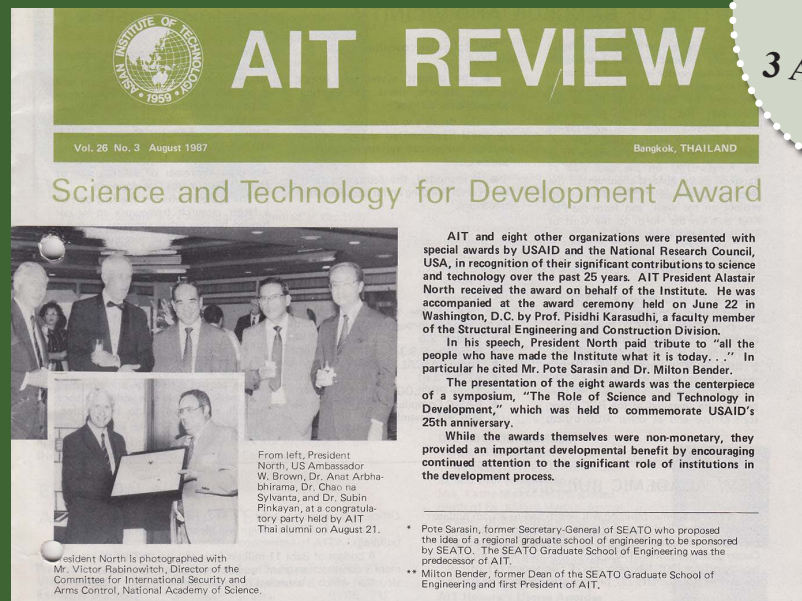 ASIAN INSTITUTE OF TECHNOLOGY
• 1959 •
AIT REVIEW
3 A
Vol. 26 No. 3 August 1987
Bangkok, THAILAND
Science and Technology for Development Award
AIT and eight other organizations were presented with
special awards by USAID and the National Research Council,
USA, in recognition of their significant contributions to science
and technology over the past 25 years. AIT President Alastair
North received the award on behalf of the Institute. He was
accompanied at the award ceremony held on June 22 in
Washington, D.C. by Prof. Pisidhi Karasudhi, a faculty member
of the Structural Engineering and Construction Division.
In his speech, President North paid tribute to "all the
people who have made the Institute what it is today. . ." In
particular he cited Mr. Pote Sarasin and Dr. Milton Bender.
The presentation of the eight awards was the centerpiece
of a symposium, "The Role of Science and Technology in
Development," which was held to commemorate USAID's
25th anniversary.
While the awards themselves were non-monetary, they
provided an important developmental benefit by encouraging
continued attention to the significant role of institutions in
the development process.
From left, President
North, US Ambassador
W. Brown, Dr. Anat Arbha-
bhirama, Dr. Chao na
Sylvanta, and Dr. Subin
Pinkayan, at a congratula-
tory party held by AIT
Thai alumni on August 21.
President North is photographed with
Mr. Victor Rabinowitch, Director of the
Committee for International Security and
Arms Control, National Academy of Science.
* Pote Sarasin, former Secretary-General of SEATO who proposed
the idea of a regional graduate school of engineering to be sponsored
by SEATO. The SEATO Graduate School of Engineering was the
predecessor of AIT.
** Milton Bender, former Dean of the SEATO Graduate School of
Engineering and first President of AIT.